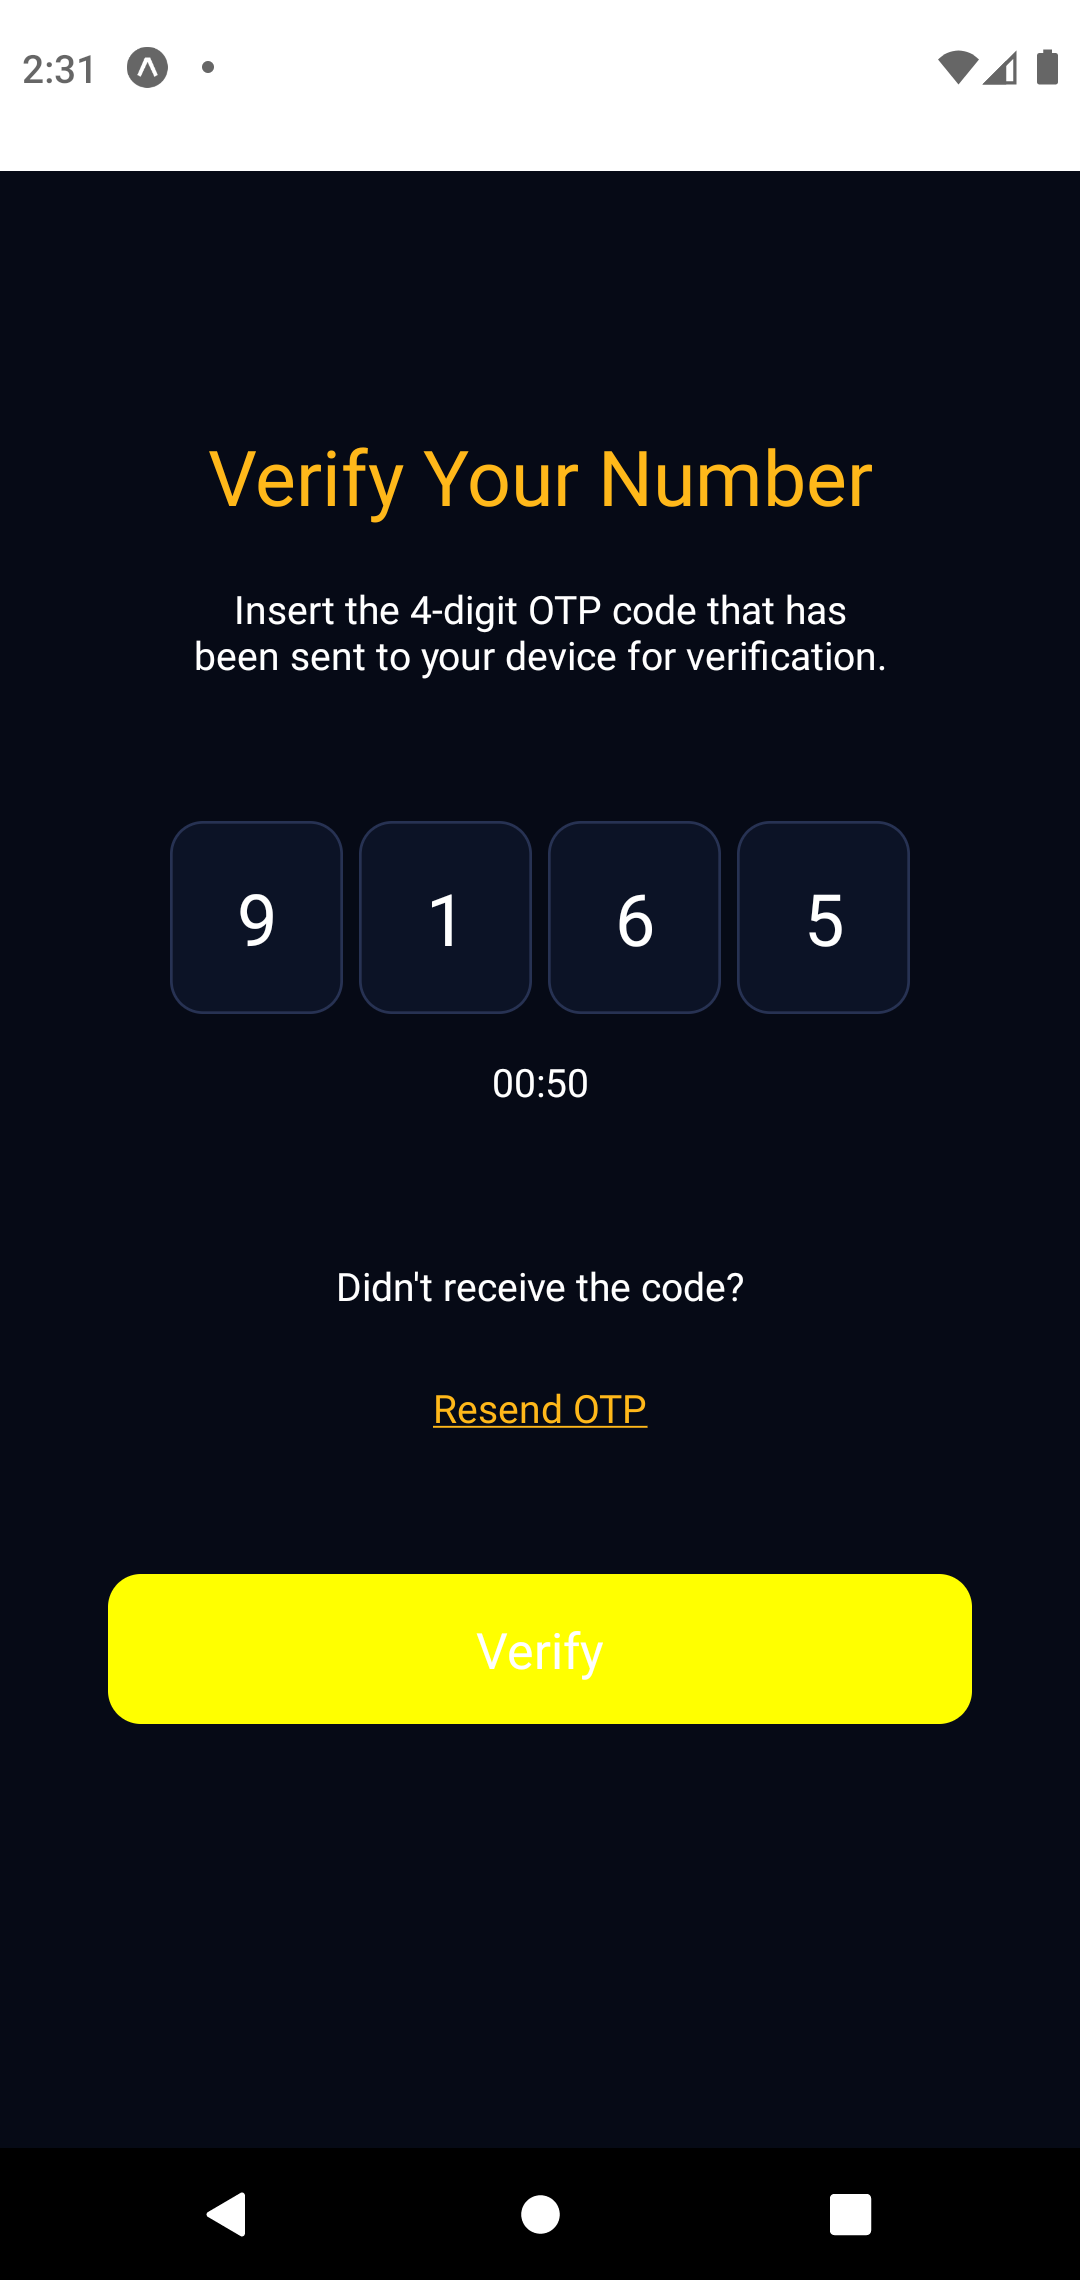 2:31
Verify Your Number
Insert the 4-digit OTP code that has
been sent to your device for verification.
9 1 6 5
00:50
Didn't receive the code?
Resend OTP
Verify